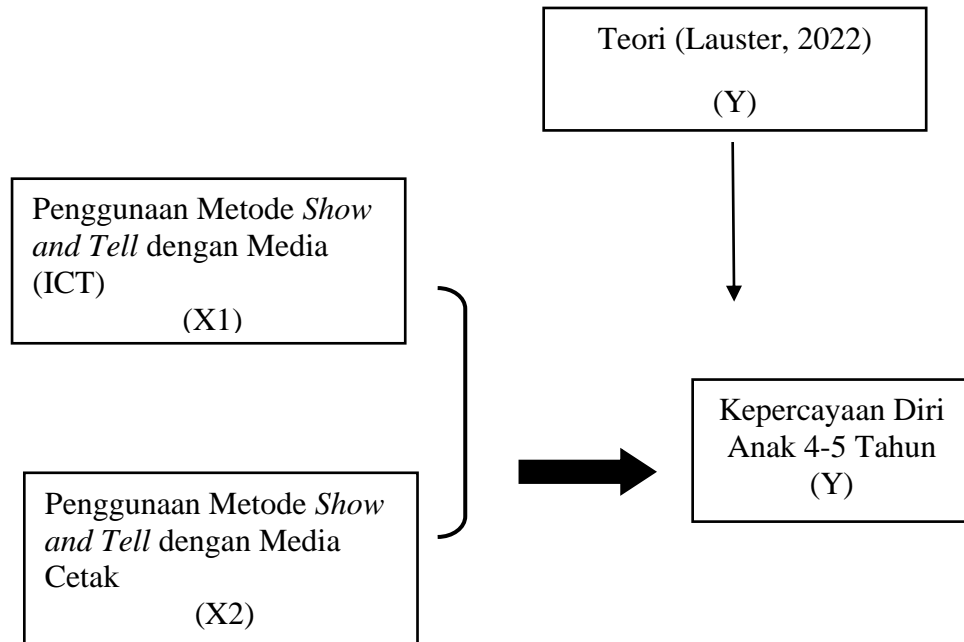 Teori (Lauster, 2022)
(Y)
Penggunaan Metode Show
and Tell dengan Media
(ICT)
(X1)
Kepercayaan Diri
Anak 4-5 Tahun
(Y)
Penggunaan Metode Show
and Tell dengan Media
Cetak
(X2)